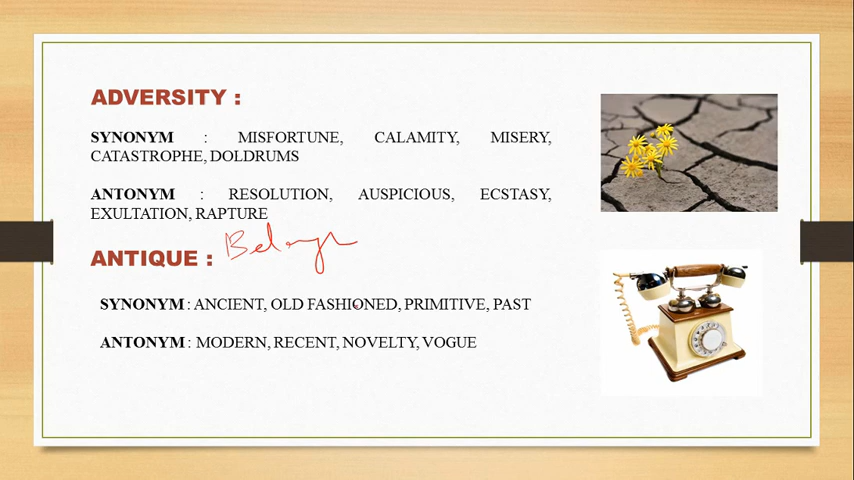 ADVERSITY :
SYNONYM : MISFORTUNE, CALAMITY, MISERY,
CATASTROPHE, DOLDRUMS
ANTONYM : RESOLUTION, AUSPICIOUS, ECSTASY,
EXULTATION, RAPTURE
ANTIQUE :
SYNONYM : ANCIENT, OLD FASHIONED, PRIMITIVE, PAST
ANTONYM : MODERN, RECENT, NOVELTY, VOGUE